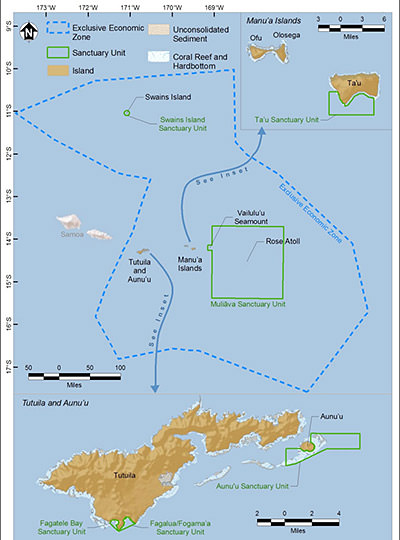 173°W 172°W 171°W 170°W 169°W
9°S
10°S
11°S
12°S
13°S
14°S
15°S
16°S
17°S
N
Exclusive Economic
Zone
Sanctuary Unit
Island
Unconsolidated
Sediment
Coral Reef and
Hardbottom
Manu'a Islands
3 0 3 6
Miles
Ofu
Olosega
Ta'u
Ta'u Sanctuary Unit
Swains Island
Swains Island
Sanctuary Unit
See Inset
Exclusive Economic Zone
Samoa
Tutuila
and
Aunu'u
Manu'a
Islands
Vailulu'u
Seamount
Rose Atoll
Muliāva Sanctuary Unit
See Inset
50 0 50 100
Miles
Tutuila and Aunu'u
Aunu'u
Tutuila
Aunu'u Sanctuary Unit
Fagatele Bay
Sanctuary Unit
Fagalua/Fogama'a
Sanctuary Unit
2 0 2 4
Miles